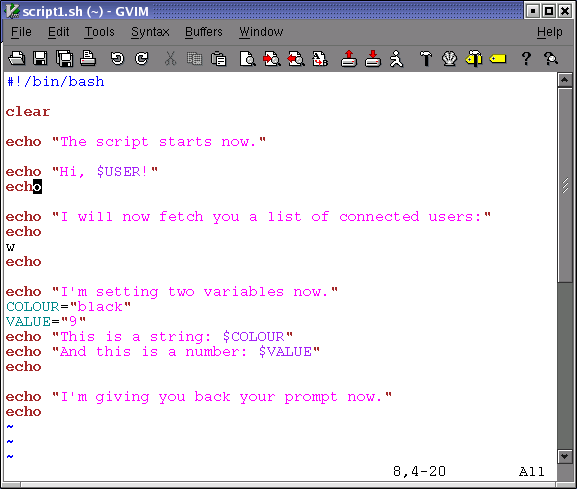 script1.sh (~) - GVIM
File Edit Tools Syntax Buffers Window Help
#!/bin/bash
clear
echo "The script starts now."
echo "Hi, $USER!"
echo
echo "I will now fetch you a list of connected users:"
echo
w
echo
echo "I'm setting two variables now."
COLOUR="black"
VALUE="9"
echo "This is a string: $COLOUR"
echo "And this is a number: $VALUE"
echo
echo "I'm giving you back your prompt now."
echo
~
~
~
8,4-20 All